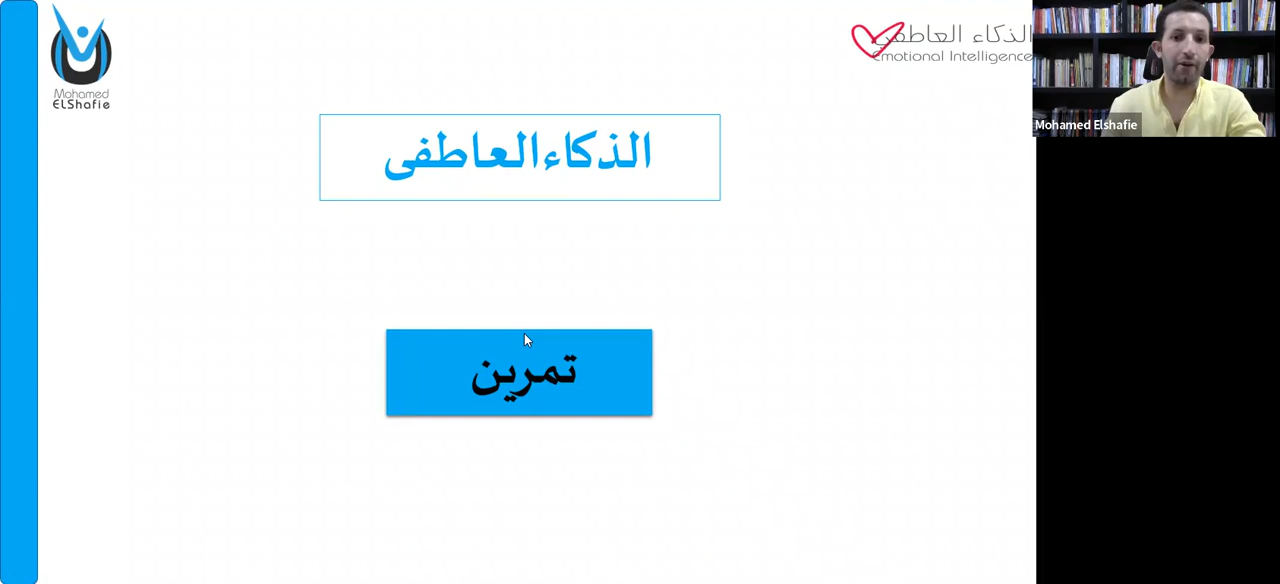 Mohamed
ELShafie
الذكاء العاطفي
Emotional Intelligence
Mohamed Elshafie
الذكاء العاطفى
تمرين